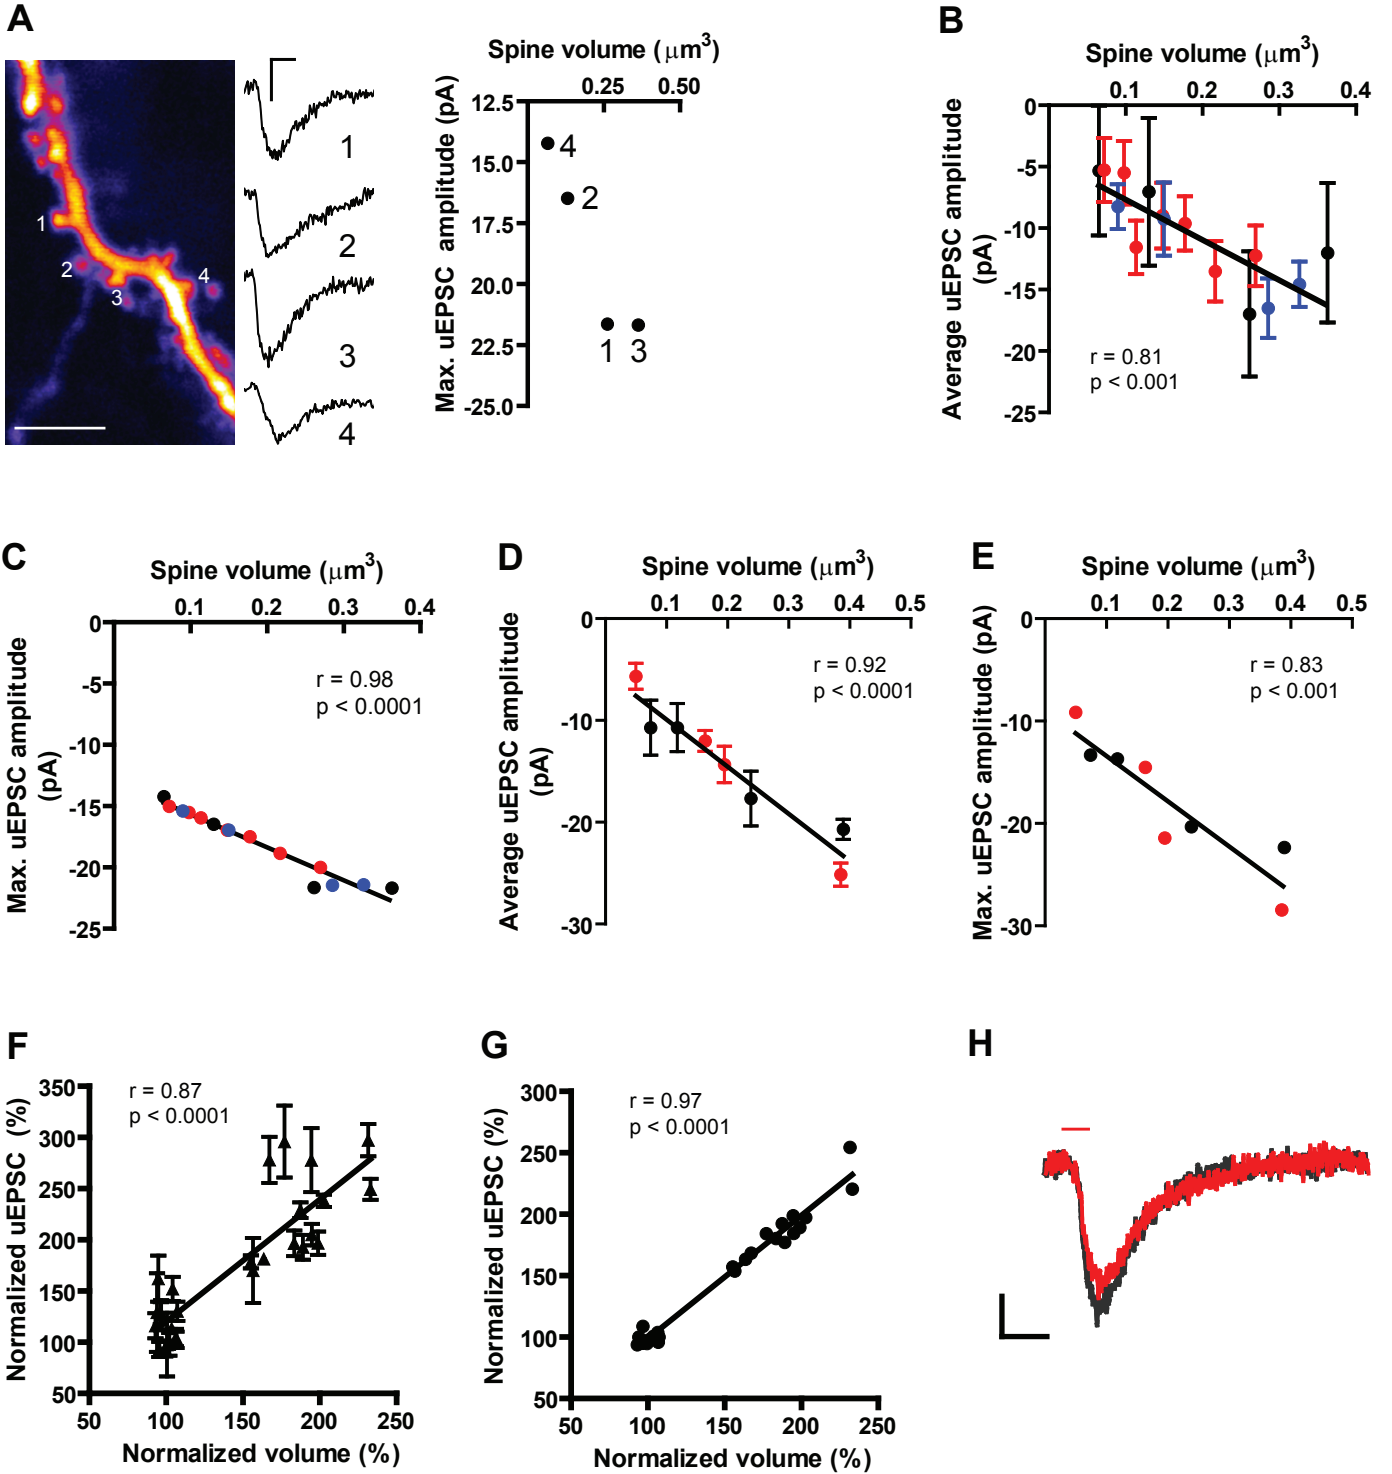 A
1
2
3
4
1
2
3
4
Spine volume (μm³)
0.25 0.50
Max. uEPSC amplitude (pA)
12.5
15.0
17.5
20.0
22.5
-25.0
4
2
1 3
B
Spine volume (μm³)
0.1 0.2 0.3 0.4
Average uEPSC amplitude
(pA)
0
-5
-10
-15
-20
-25
r = 0.81
p < 0.001
C
Spine volume (μm³)
0.1 0.2 0.3 0.4
Max. uEPSC amplitude
(pA)
0
-5
-10
-15
-20
-25
r = 0.98
p < 0.0001
D
Spine volume (μm³)
0.1 0.2 0.3 0.4 0.5
Average uEPSC amplitude
(pA)
0
-10
-20
-30
r = 0.92
p < 0.0001
E
Spine volume (μm³)
0.1 0.2 0.3 0.4 0.5
Max. uEPSC amplitude (pA)
0
-10
-20
-30
r = 0.83
p < 0.001
F
Normalized uEPSC (%)
350
300
250
200
150
100
50
r = 0.87
p < 0.0001
50 100 150 200 250
Normalized volume (%)
G
Normalized uEPSC (%)
300
250
200
150
100
50
r = 0.97
p < 0.0001
50 100 150 200 250
Normalized volume (%)
H